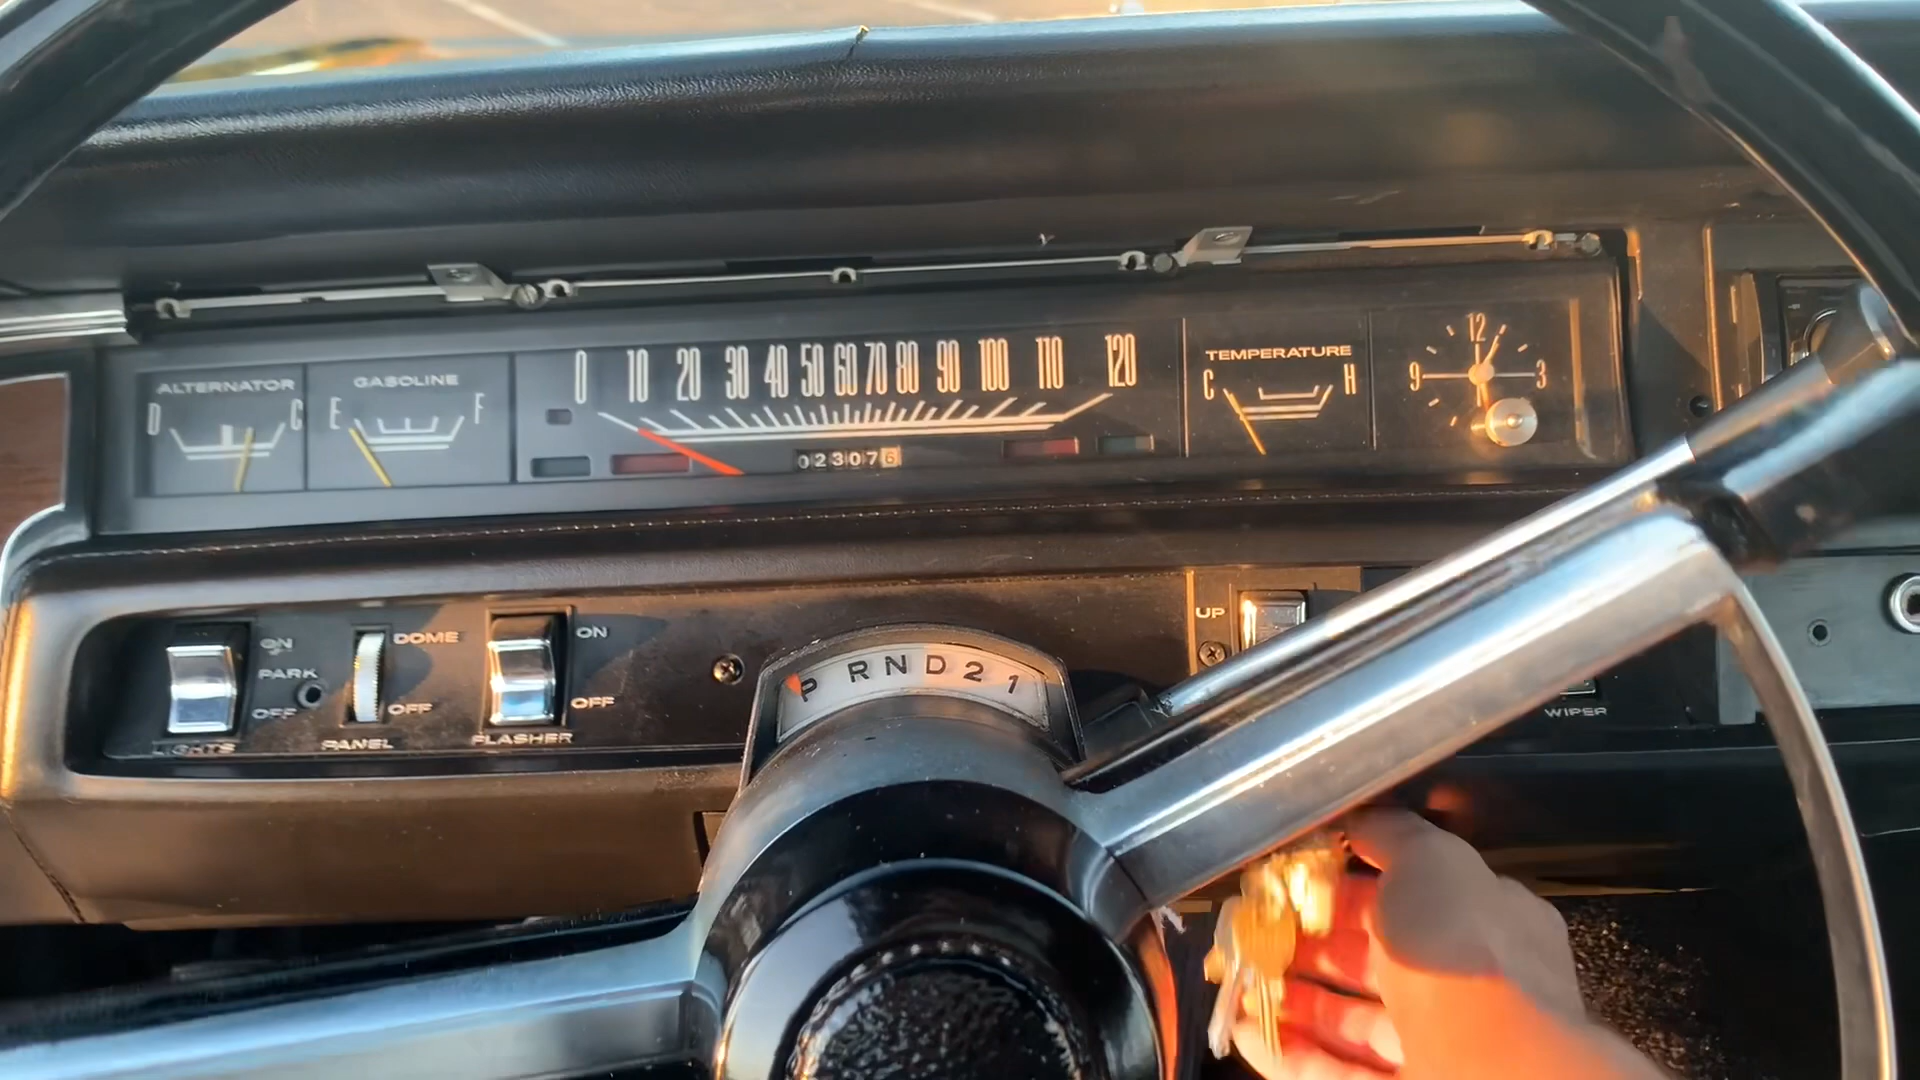 ALTERNATOR
D C
GASOLINE
E F
0 10 20 30 40 50 60 70 80 90 100 110 120
023076
TEMPERATURE
C H
12
9 3
ON
PARK
OFF
LIGHTS
DOME
OFF
PANEL
ON
OFF
FLASHER
P R N D 2 1
UP
WIPER